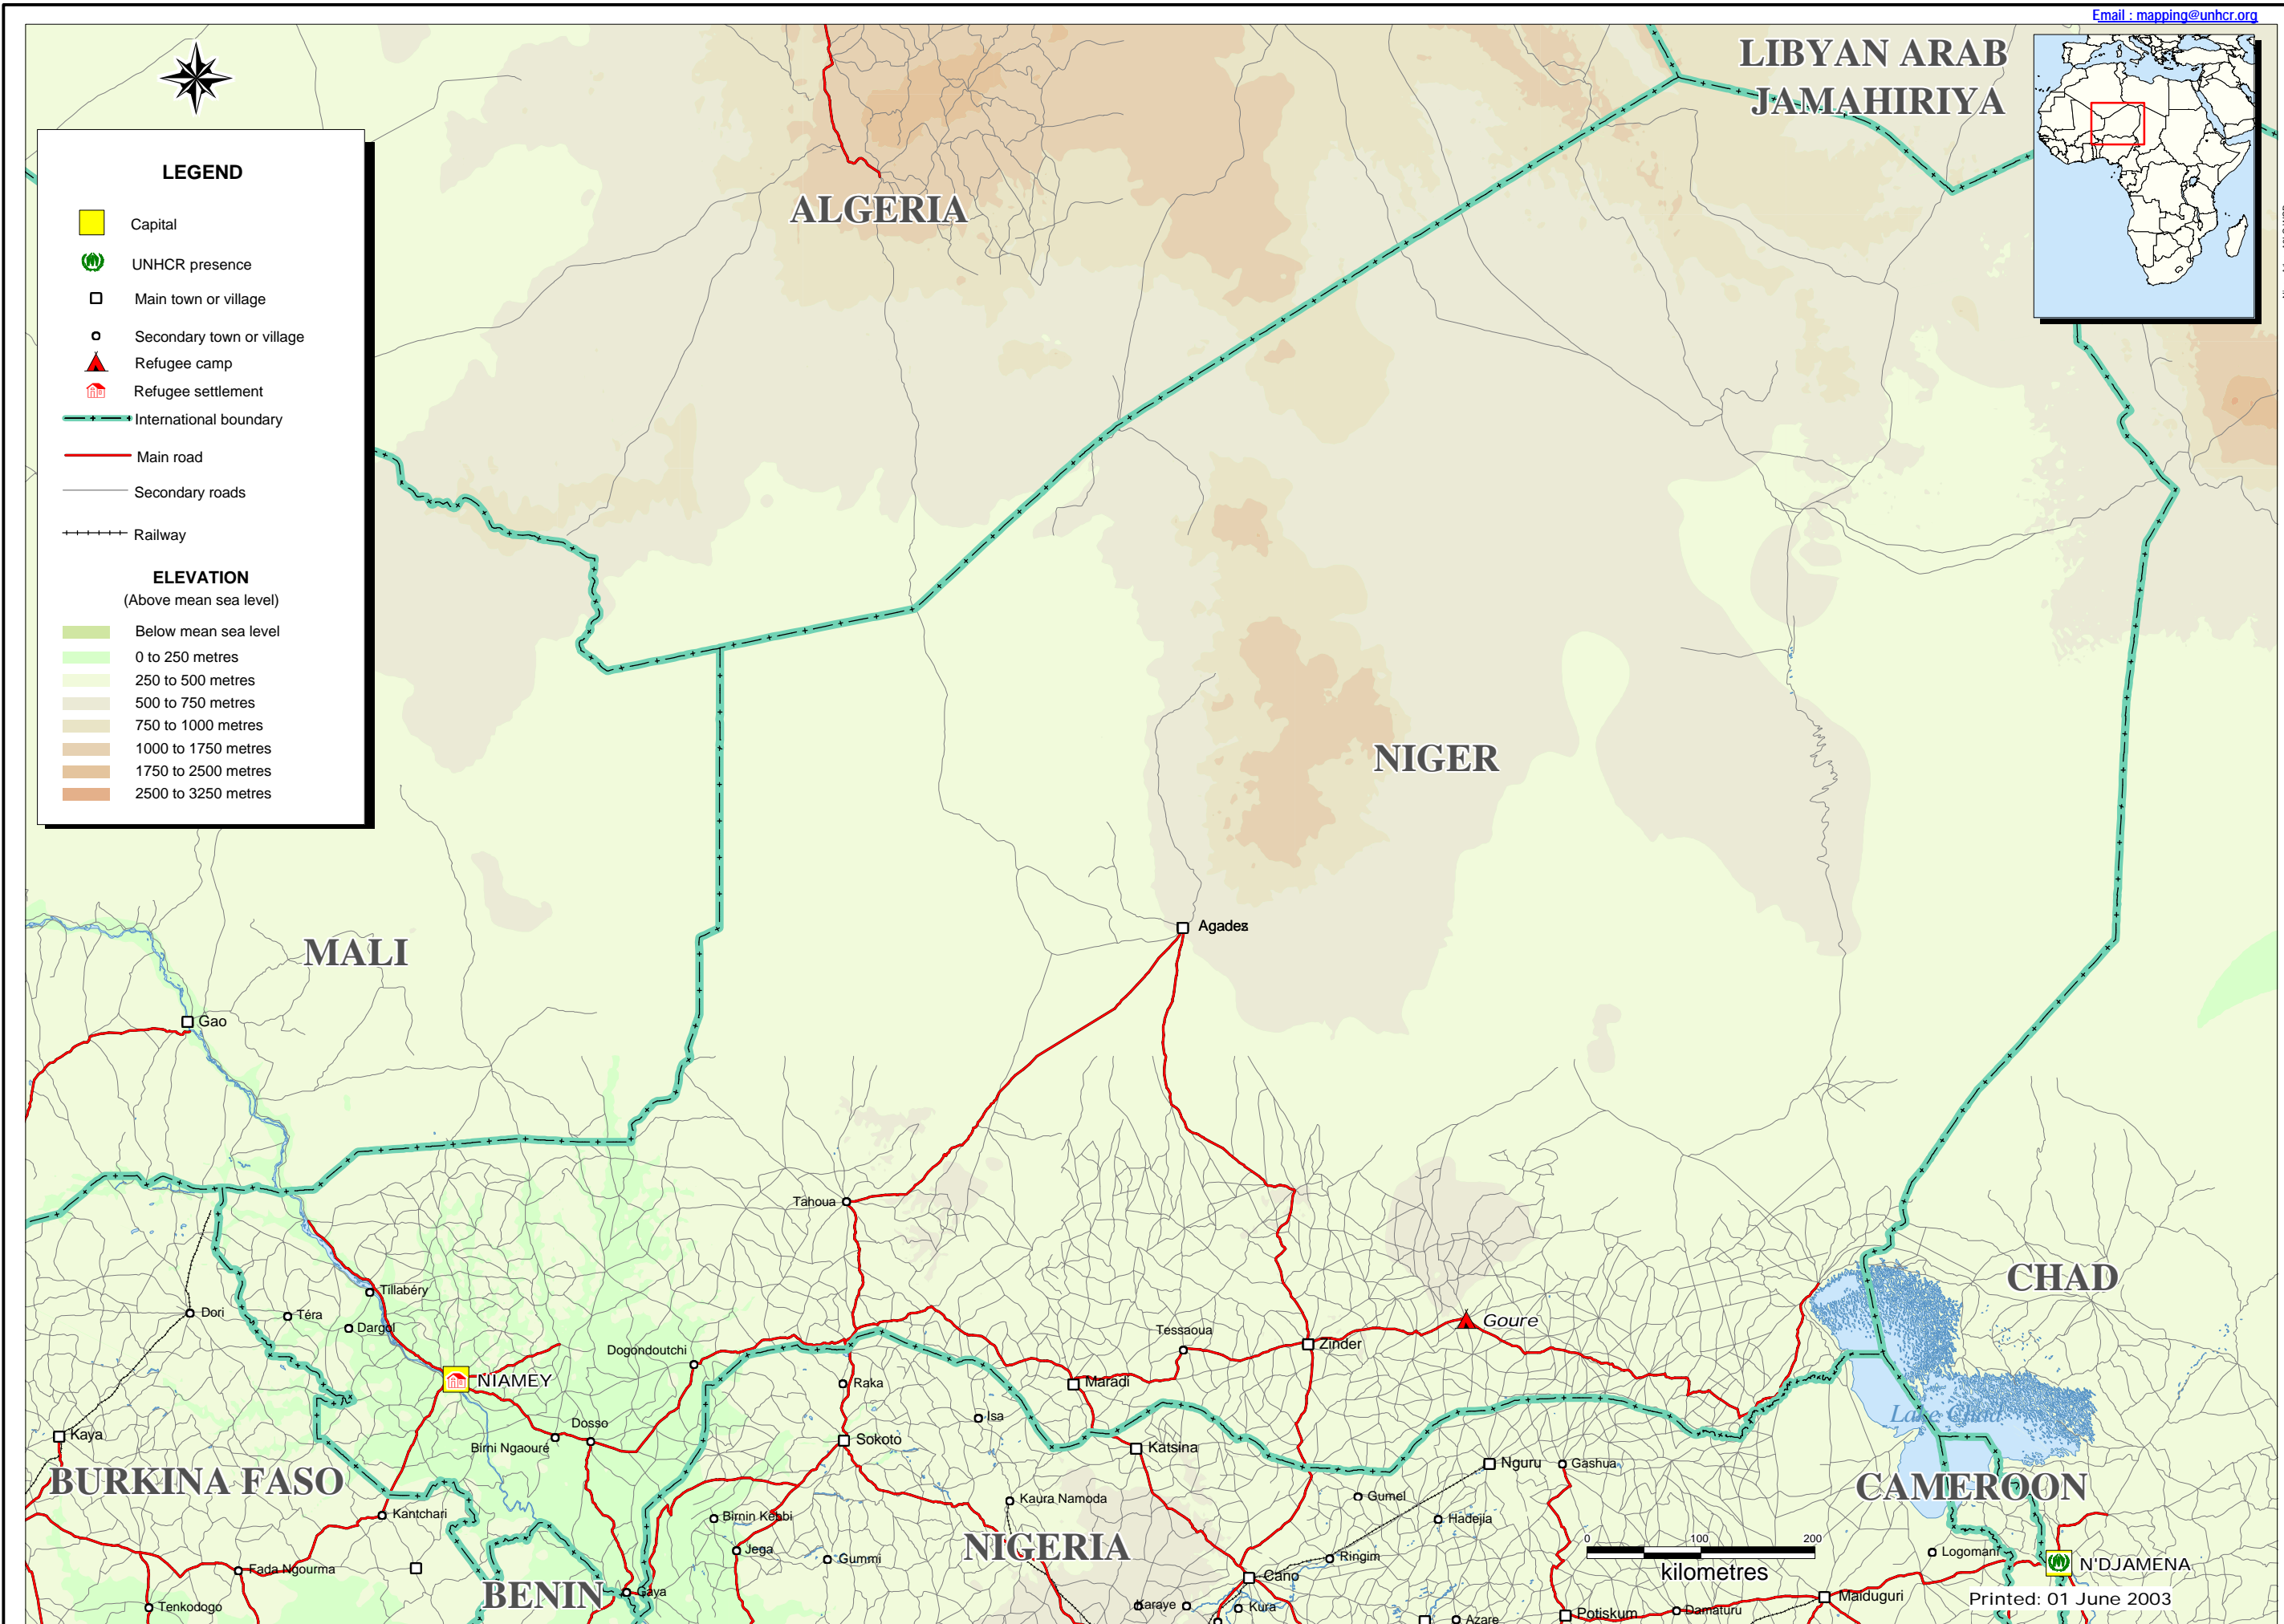 Email : mapping@unhcr.org
LIBYAN ARAB
JAMAHIRIYA
ALGERIA
LEGEND
Capital
UNHCR presence
Main town or village
Secondary town or village
Refugee camp
Refugee settlement
International boundary
Main road
Secondary roads
Railway
ELEVATION
(Above mean sea level)
Below mean sea level
0 to 250 metres
250 to 500 metres
500 to 750 metres
750 to 1000 metres
1000 to 1750 metres
1750 to 2500 metres
2500 to 3250 metres
NIGER
Agadez
MALI
Gao
Tahoua
CHAD
Tillabéry
Dori
Téra
Dargol
Goure
Tessaoua
Zinder
Dogondoutchi
NIAMEY
Raka
Maradi
Isa
Lake Chad
Dosso
Kaya
Birni Ngaouré
Sokoto
Katsina
Nguru
Gashua
BURKINA FASO
CAMEROON
Kaura Namoda
Gumel
Kantchari
Birnin Kebbi
Hadejia
NIGERIA
0 100 200
kilometres
Jega
Gummi
Ringim
Logomani
N'DJAMENA
Fada Ngourma
Cano
BENIN
Gaya
Maiduguri
Printed: 01 June 2003
Tenkodogo
Karaye
Kura
Azare
Potiskum
Damaturu